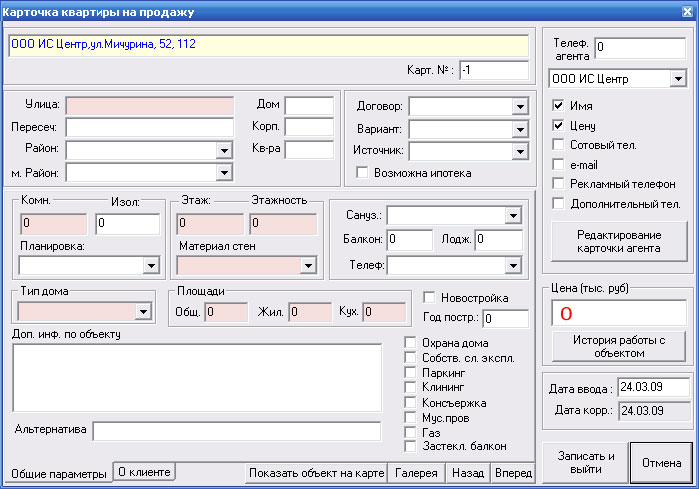 Карточка квартиры на продажу
ООО ИС Центр,ул.Мичурина, 52, 112
Карт. № : -1
Улица:
Дом
Пересеч:
Корп.
Район:
Кв-ра
м. Район:
Договор:
Вариант:
Источник:
Возможна ипотека
Комн.
Изол:
0
0
Планировка:
Этаж:
Этажность
0
0
Материал стен
Сануз.:
Балкон: 0
Лодж. 0
Телеф:
Тип дома
Площади
Общ. 0
Жил. 0
Кух. 0
Новостройка
Год постр.: 0
Доп. инф. по объекту
Альтернатива
Охрана дома
Собств. сл. экспл.
Паркинг
Клининг
Консъержка
Мус.пров
Газ
Застекл. балкон
Общие параметры
О клиенте
Показать объект на карте
Галерея
Назад
Вперед
Телеф.
агента
0
ООО ИС Центр
Имя
Цену
Сотовый тел.
e-mail
Рекламный телефон
Дополнительный тел.
Редактирование
карточки агента
Цена (тыс. руб)
0
История работы с
объектом
Дата ввода : 24.03.09
Дата корр.: 24.03.09
Записать и
выйти
Отмена